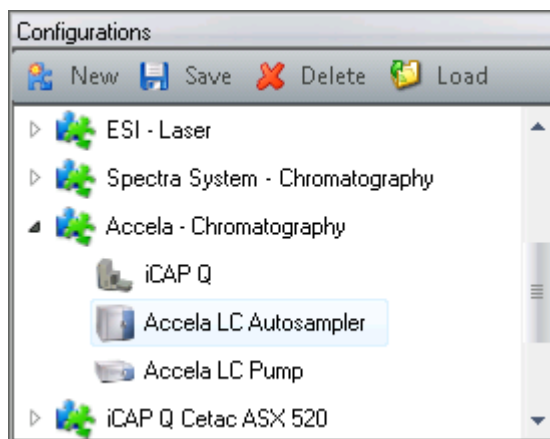 Configurations
New Save Delete Load
ESI - Laser
Spectra System - Chromatography
Accela - Chromatography
iCAP Q
Accela LC Autosampler
Accela LC Pump
iCAP Q Cetac ASX 520